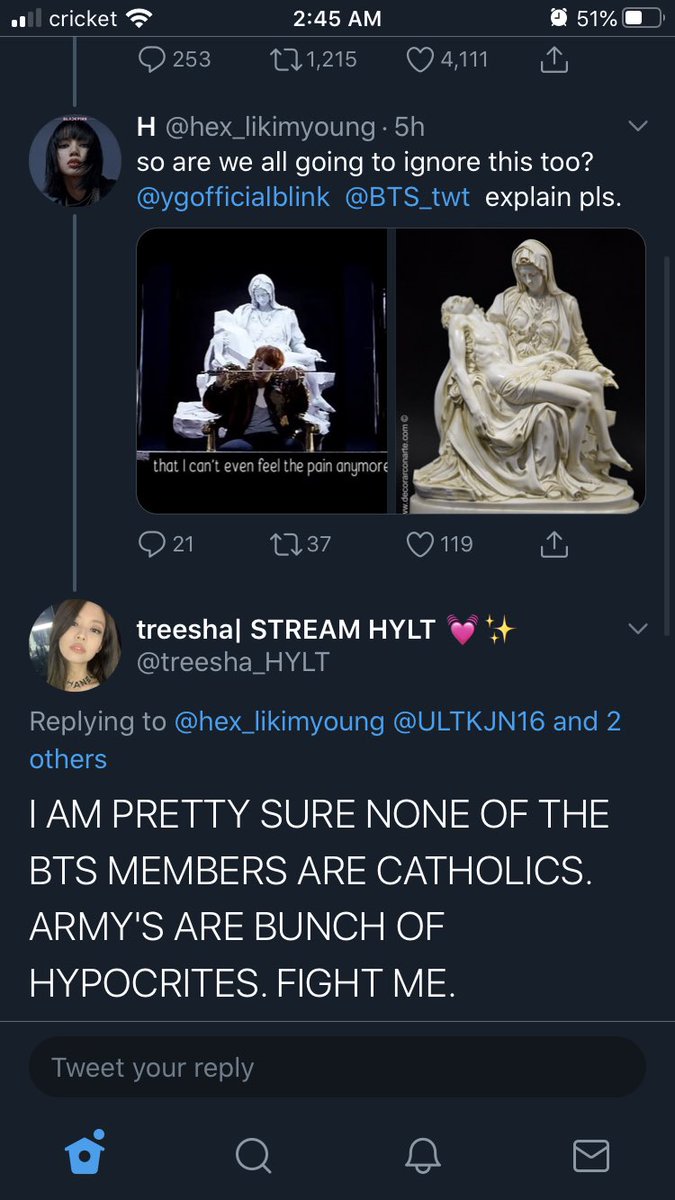 cricket 2:45 AM 51%
253 1,215 4,111
BLACKPINK
H @hex_likimyoung · 5h
so are we all going to ignore this too?
@ygofficialblink @BTS_twt explain pls.
that I can't even feel the pain anymore
www.decorarconarte.com ©
21 37 119
treesha| STREAM HYLT 💓✨
@treesha_HYLT
Replying to @hex_likimyoung @ULTKJN16 and 2
others
I AM PRETTY SURE NONE OF THE
BTS MEMBERS ARE CATHOLICS.
ARMY'S ARE BUNCH OF
HYPOCRITES. FIGHT ME.
Tweet your reply